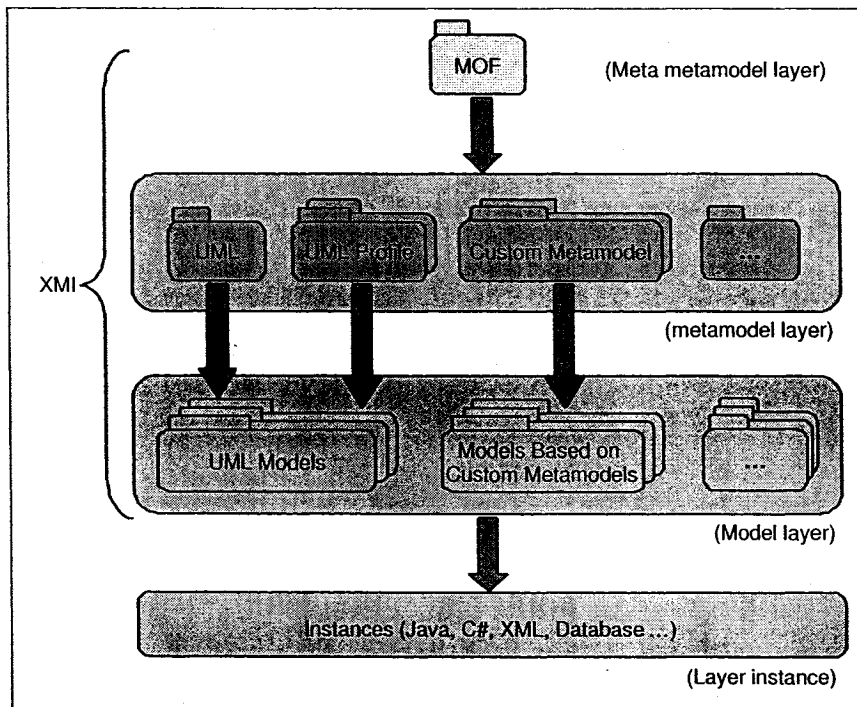 MOF
(Meta metamodel layer)
UML
UML Profile
Custom Metamodel
...
XMI
(metamodel layer)
UML Models
Models Based on
Custom Metamodels
...
(Model layer)
Instances (Java, C#, XML, Database ...)
(Layer instance)